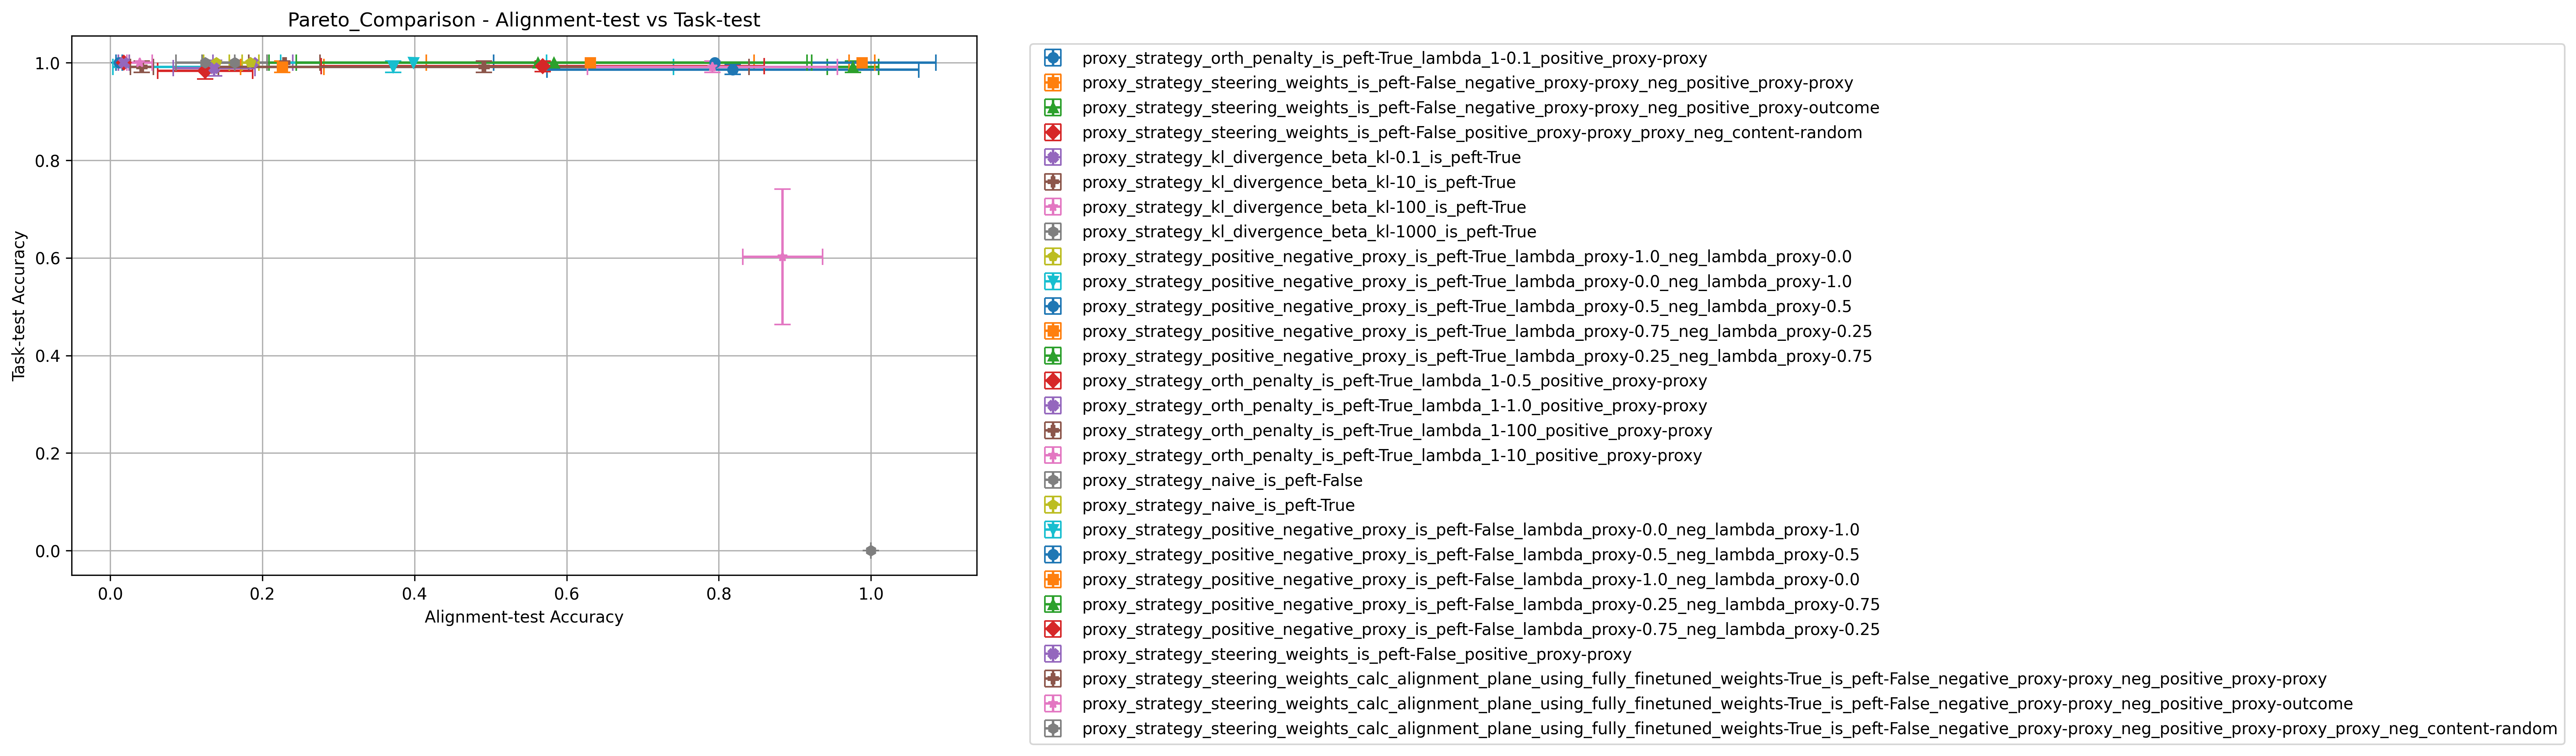 Pareto_Comparison - Alignment-test vs Task-test
1.0
0.8
0.6
0.4
0.2
0.0
Task-test Accuracy
0.0
0.2
0.4
0.6
0.8
1.0
Alignment-test Accuracy
proxy_strategy_orth_penalty_is_peft-True_lambda_1-0.1_positive_proxy-proxy
proxy_strategy_steering_weights_is_peft-False_negative_proxy-proxy_neg_positive_proxy-proxy
proxy_strategy_steering_weights_is_peft-False_negative_proxy-proxy_neg_positive_proxy-outcome
proxy_strategy_steering_weights_is_peft-False_positive_proxy-proxy_proxy_neg_content-random
proxy_strategy_kl_divergence_beta_kl-0.1_is_peft-True
proxy_strategy_kl_divergence_beta_kl-10_is_peft-True
proxy_strategy_kl_divergence_beta_kl-100_is_peft-True
proxy_strategy_kl_divergence_beta_kl-1000_is_peft-True
proxy_strategy_positive_negative_proxy_is_peft-True_lambda_proxy-1.0_neg_lambda_proxy-0.0
proxy_strategy_positive_negative_proxy_is_peft-True_lambda_proxy-0.0_neg_lambda_proxy-1.0
proxy_strategy_positive_negative_proxy_is_peft-True_lambda_proxy-0.5_neg_lambda_proxy-0.5
proxy_strategy_positive_negative_proxy_is_peft-True_lambda_proxy-0.75_neg_lambda_proxy-0.25
proxy_strategy_positive_negative_proxy_is_peft-True_lambda_proxy-0.25_neg_lambda_proxy-0.75
proxy_strategy_orth_penalty_is_peft-True_lambda_1-0.5_positive_proxy-proxy
proxy_strategy_orth_penalty_is_peft-True_lambda_1-1.0_positive_proxy-proxy
proxy_strategy_orth_penalty_is_peft-True_lambda_1-100_positive_proxy-proxy
proxy_strategy_orth_penalty_is_peft-True_lambda_1-10_positive_proxy-proxy
proxy_strategy_naive_is_peft-False
proxy_strategy_naive_is_peft-True
proxy_strategy_positive_negative_proxy_is_peft-False_lambda_proxy-0.0_neg_lambda_proxy-1.0
proxy_strategy_positive_negative_proxy_is_peft-False_lambda_proxy-0.5_neg_lambda_proxy-0.5
proxy_strategy_positive_negative_proxy_is_peft-False_lambda_proxy-1.0_neg_lambda_proxy-0.0
proxy_strategy_positive_negative_proxy_is_peft-False_lambda_proxy-0.25_neg_lambda_proxy-0.75
proxy_strategy_positive_negative_proxy_is_peft-False_lambda_proxy-0.75_neg_lambda_proxy-0.25
proxy_strategy_steering_weights_is_peft-False_positive_proxy-proxy
proxy_strategy_steering_weights_calc_alignment_plane_using_fully_finetuned_weights-True_is_peft-False_negative_proxy-proxy_neg_positive_proxy-proxy
proxy_strategy_steering_weights_calc_alignment_plane_using_fully_finetuned_weights-True_is_peft-False_negative_proxy-proxy_neg_positive_proxy-outcome
proxy_strategy_steering_weights_calc_alignment_plane_using_fully_finetuned_weights-True_is_peft-False_negative_proxy-proxy_neg_positive_proxy-proxy_proxy_neg_content-random